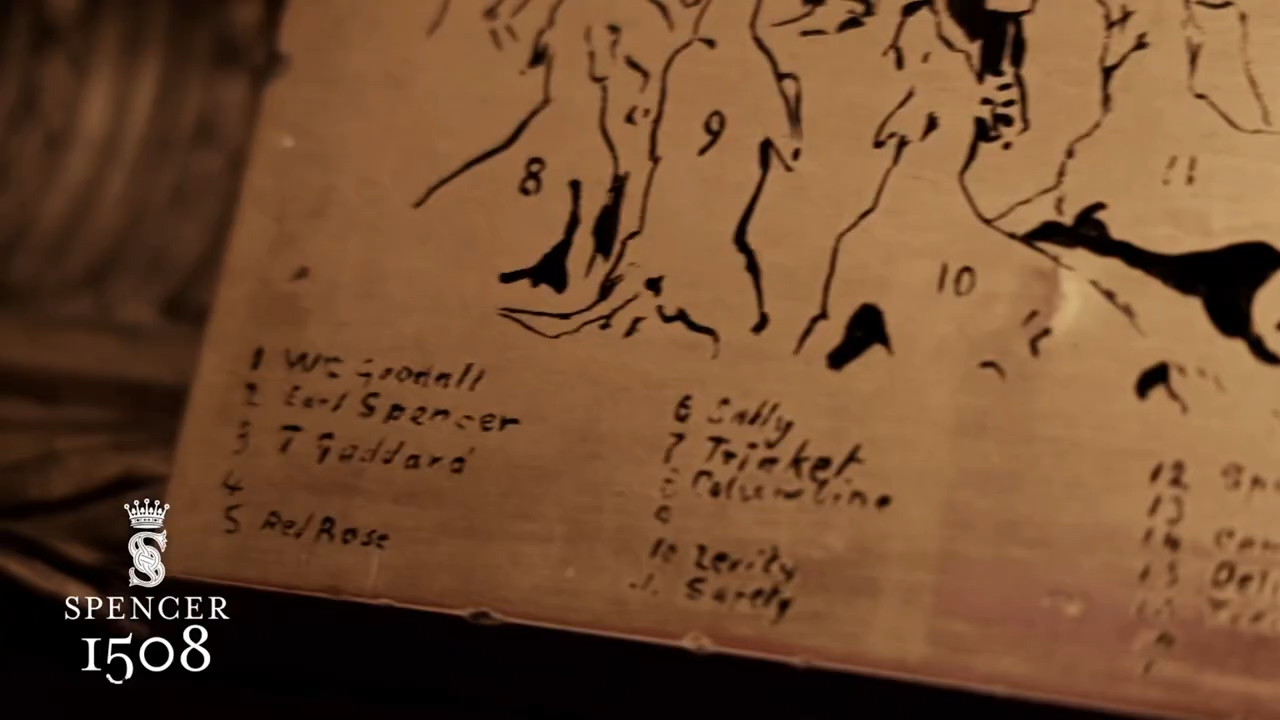 8
9
11
10
1 Wm Goodall
2 Earl Spencer
3 T Goddard
4
5 Red Rose
6 Sally
7 Trinket
8 Columbine
9
10 Levity
11 Surety
12
13
14
15
SPENCER
1508